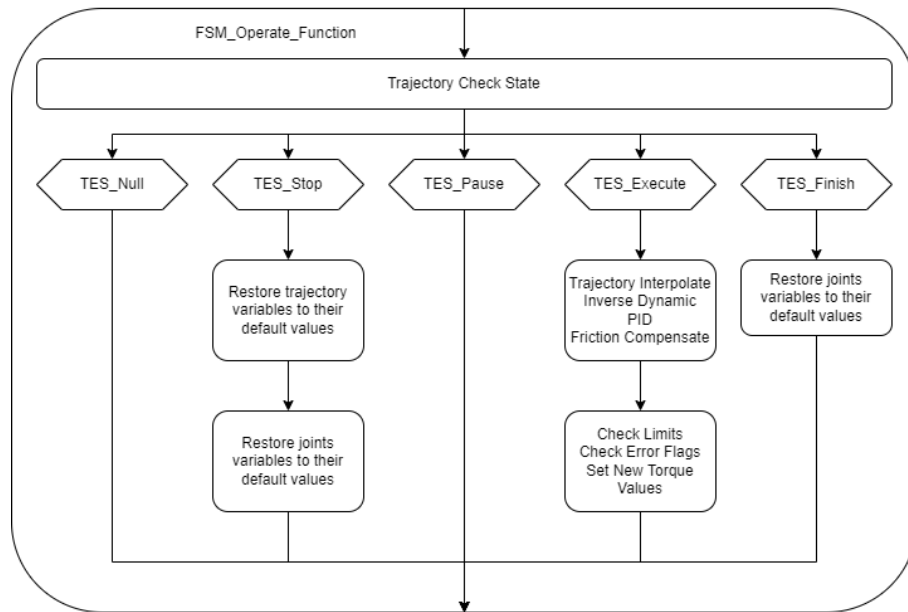 FSM_Operate_Function
Trajectory Check State
TES_Null
TES_Stop
TES_Pause
TES_Execute
TES_Finish
Restore trajectory
variables to their
default values
Trajectory Interpolate
Inverse Dynamic
PID
Friction Compensate
Restore joints
variables to their
default values
Restore joints
variables to their
default values
Check Limits
Check Error Flags
Set New Torque
Values